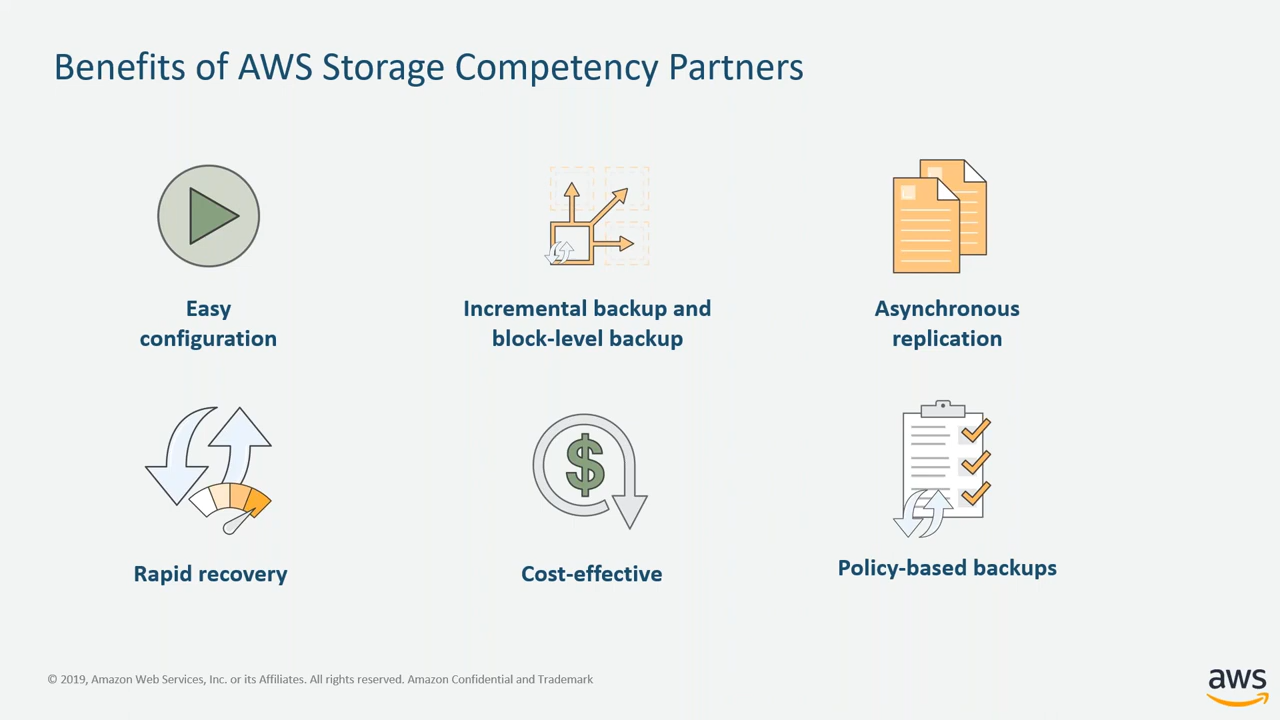 Benefits of AWS Storage Competency Partners
Easy
configuration
Incremental backup and
block-level backup
Asynchronous
replication
$
Rapid recovery
Cost-effective
Policy-based backups
© 2019, Amazon Web Services, Inc. or its Affiliates. All rights reserved. Amazon Confidential and Trademark
aws